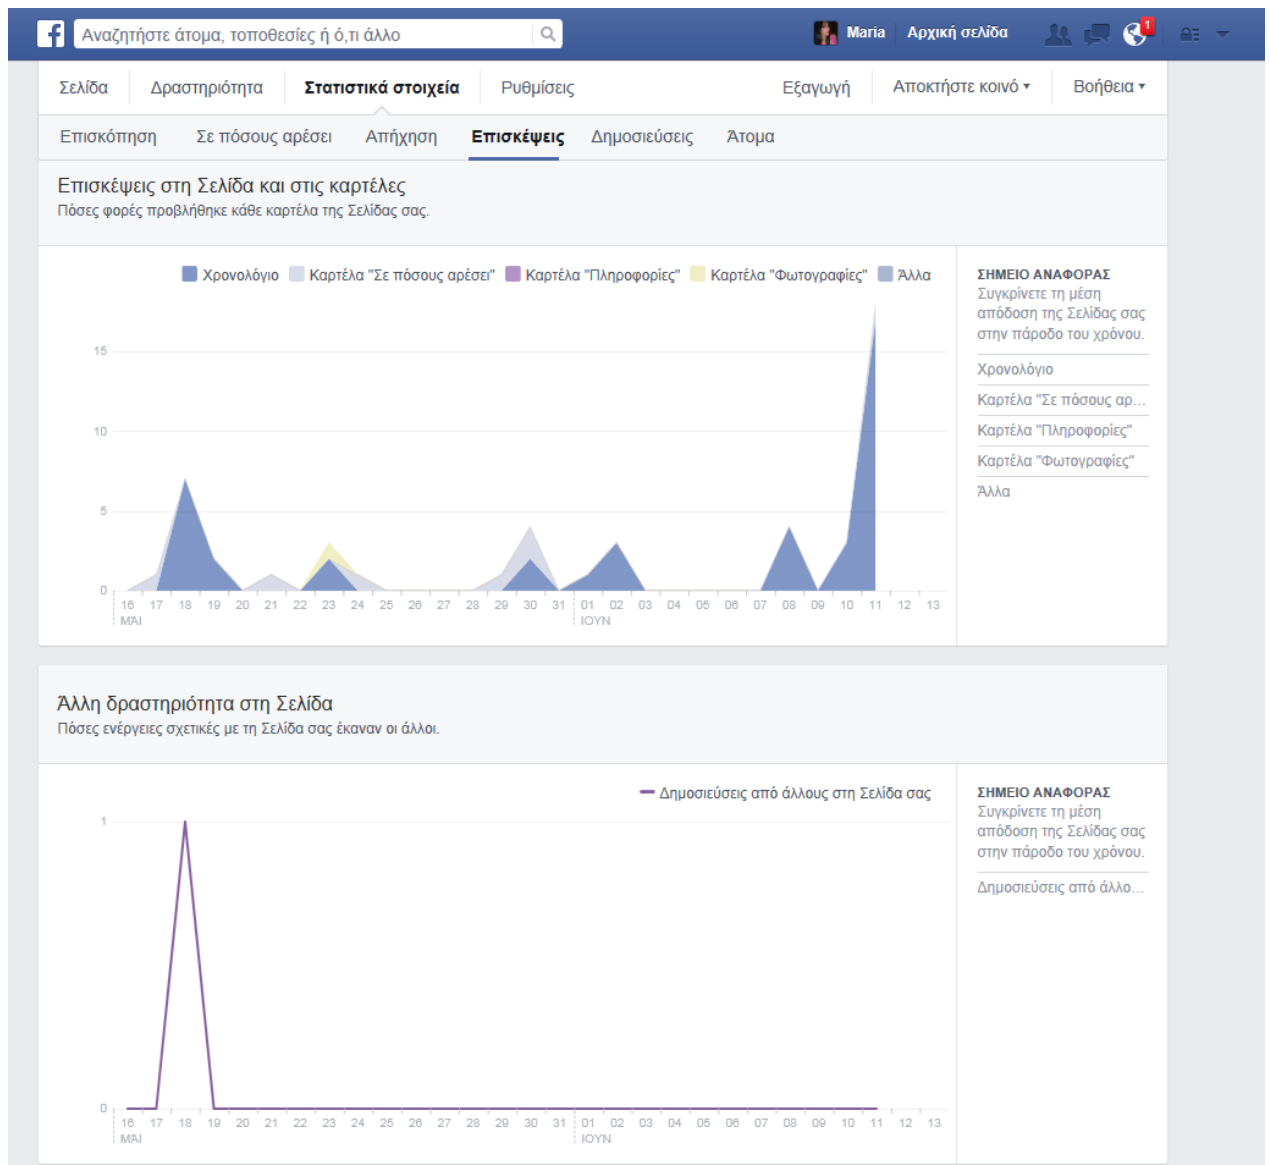 f
Αναζητήστε άτομα, τοποθεσίες ή ό,τι άλλο
Maria Αρχική σελίδα 1
Σελίδα Δραστηριότητα Στατιστικά στοιχεία Ρυθμίσεις Εξαγωγή Αποκτήστε κοινό Βοήθεια
Επισκόπηση Σε πόσους αρέσει Απήχηση Επισκέψεις Δημοσιεύσεις Άτομα
Επισκέψεις στη Σελίδα και στις καρτέλες
Πόσες φορές προβλήθηκε κάθε καρτέλα της Σελίδας σας.
Χρονολόγιο Καρτέλα "Σε πόσους αρέσει" Καρτέλα "Πληροφορίες" Καρτέλα "Φωτογραφίες" Άλλα
15
10
5
0
16 17 18 19 20 21 22 23 24 25 26 27 28 29 30 31 01 02 03 04 05 06 07 08 09 10 11 12 13
ΜΆΙ ΙΟΥΝ
ΣΗΜΕΙΟ ΑΝΑΦΟΡΑΣ
Συγκρίνετε τη μέση
απόδοση της Σελίδας σας
στην πάροδο του χρόνου.
Χρονολόγιο
Καρτέλα "Σε πόσους αρ...
Καρτέλα "Πληροφορίες"
Καρτέλα "Φωτογραφίες"
Άλλα
Άλλη δραστηριότητα στη Σελίδα
Πόσες ενέργειες σχετικές με τη Σελίδα σας έκαναν οι άλλοι.
Δημοσιεύσεις από άλλους στη Σελίδα σας
1
0
16 17 18 19 20 21 22 23 24 25 26 27 28 29 30 31 01 02 03 04 05 06 07 08 09 10 11 12 13
ΜΆΙ ΙΟΥΝ
ΣΗΜΕΙΟ ΑΝΑΦΟΡΑΣ
Συγκρίνετε τη μέση
απόδοση της Σελίδας σας
στην πάροδο του χρόνου.
Δημοσιεύσεις από άλλο...